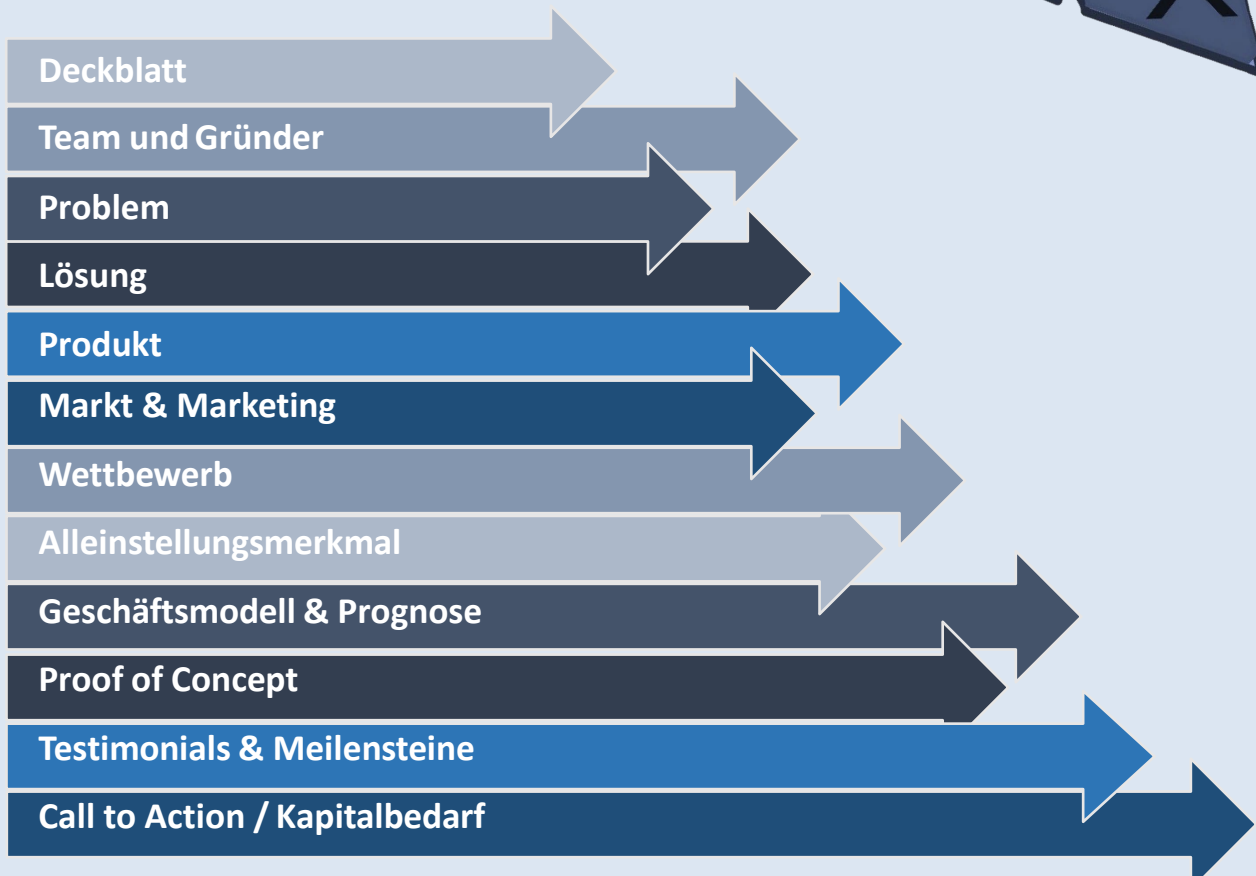 Deckblatt
Team und Gründer
Problem
Lösung
Produkt
Markt & Marketing
Wettbewerb
Alleinstellungsmerkmal
Geschäftsmodell & Prognose
Proof of Concept
Testimonials & Meilensteine
Call to Action / Kapitalbedarf